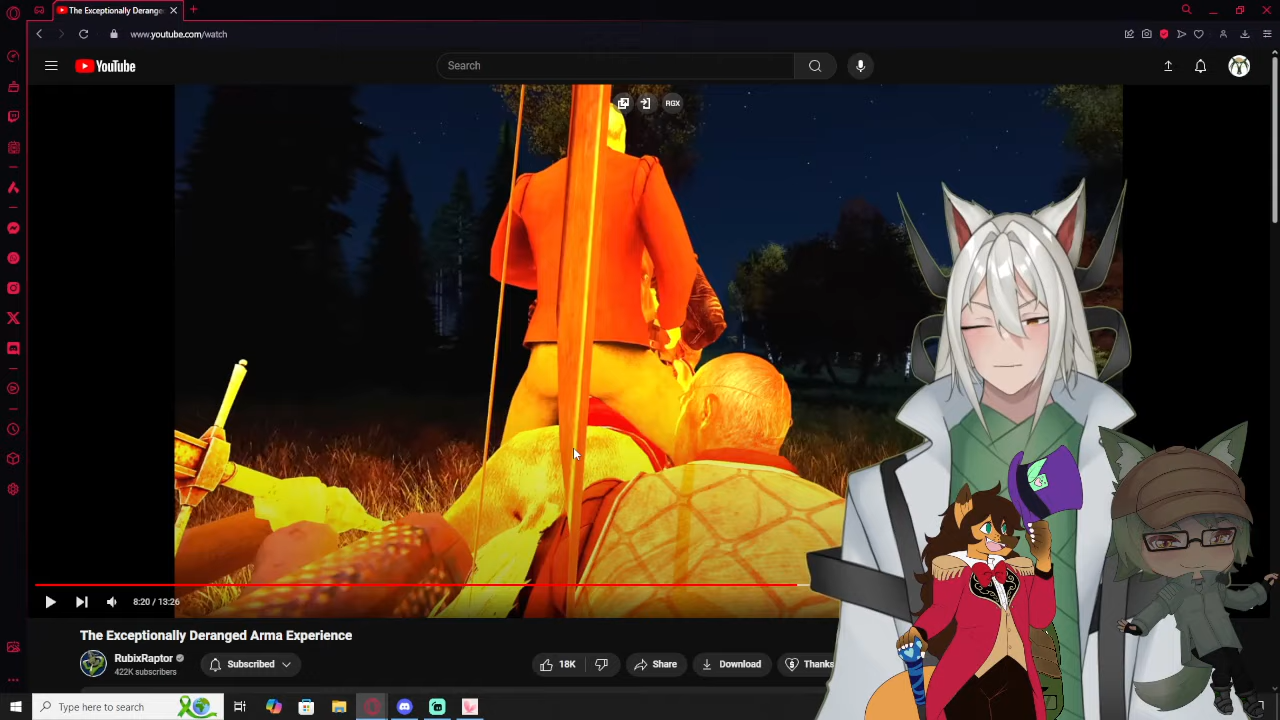 The Exceptionally Derange
www.youtube.com/watch
YouTube
Search
RGX
8:20 / 13:26
The Exceptionally Deranged Arma Experience
RubixRaptor
422K subscribers
Subscribed
18K
Share
Download
Thanks
Type here to search